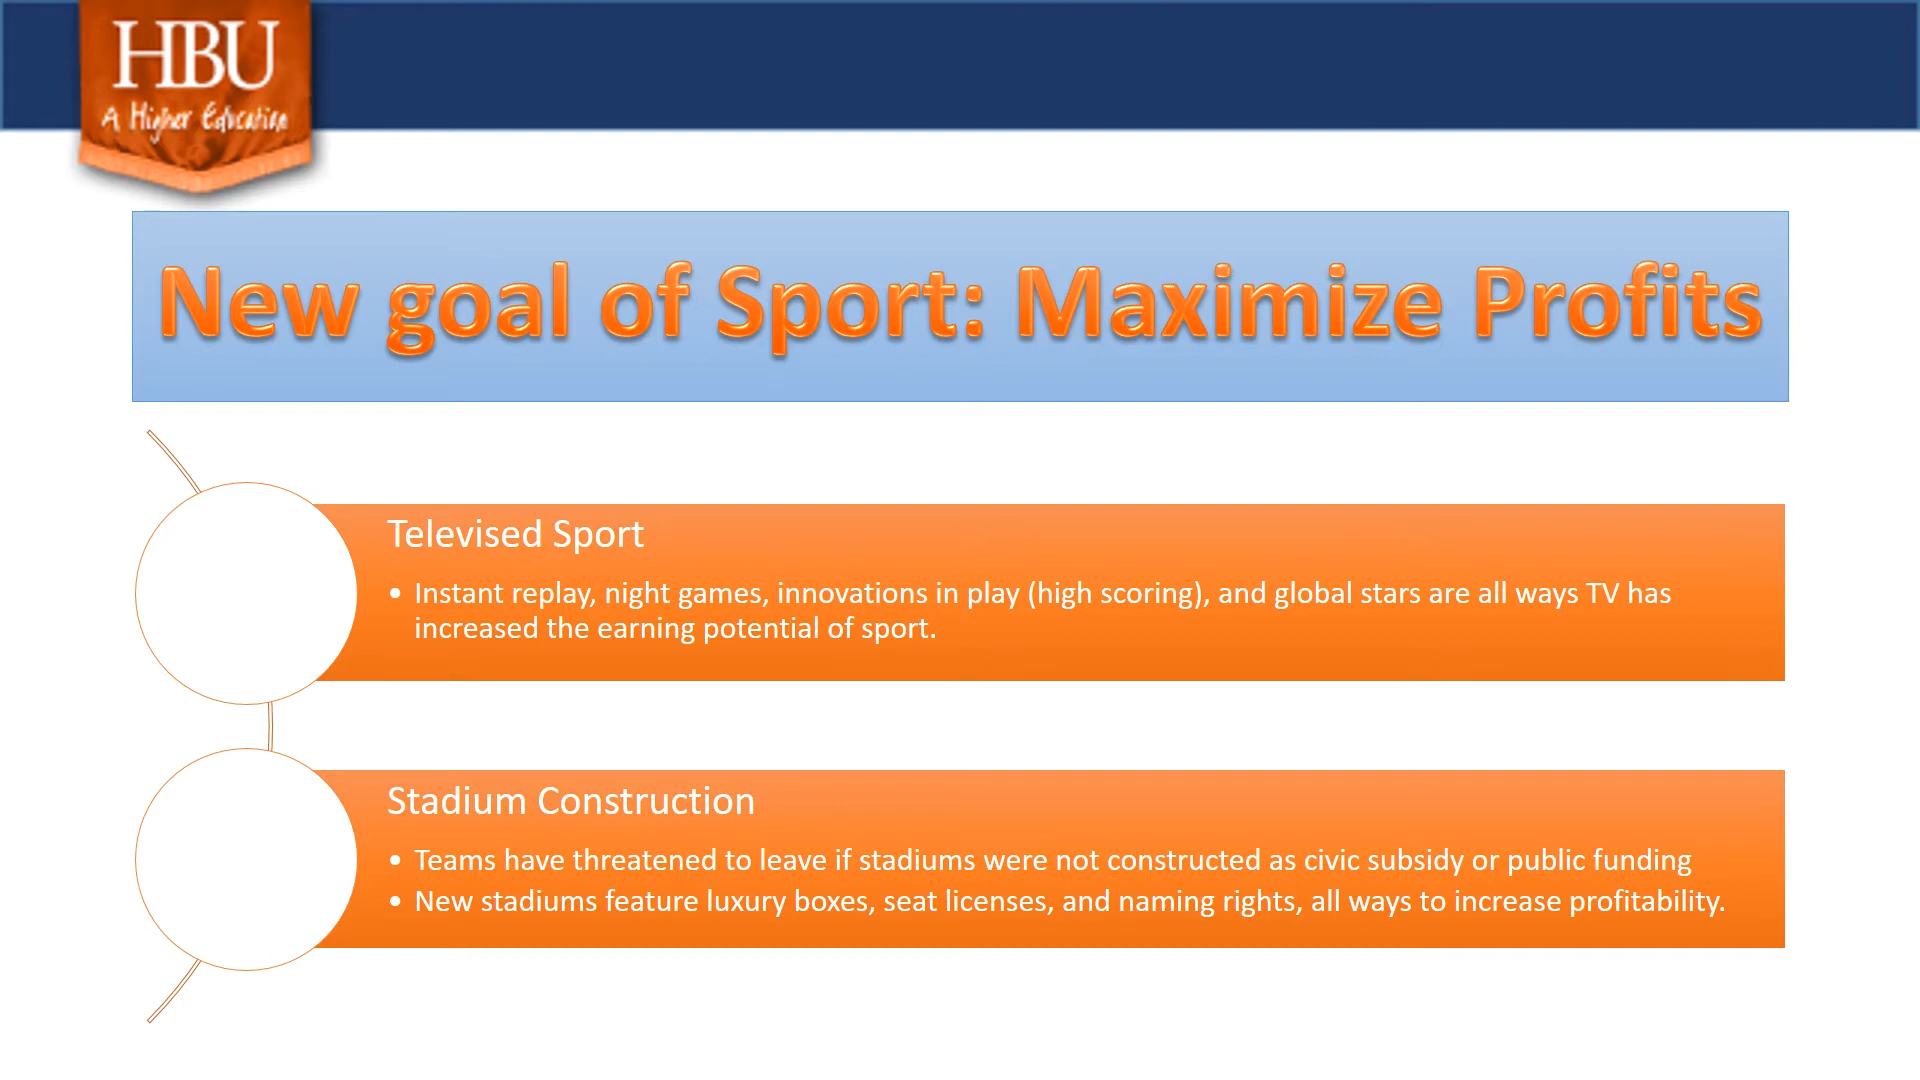 HBU
A Higher Education
New goal of Sport: Maximize Profits
Televised Sport
• Instant replay, night games, innovations in play (high scoring), and global stars are all ways TV has
increased the earning potential of sport.
Stadium Construction
• Teams have threatened to leave if stadiums were not constructed as civic subsidy or public funding
• New stadiums feature luxury boxes, seat licenses, and naming rights, all ways to increase profitability.